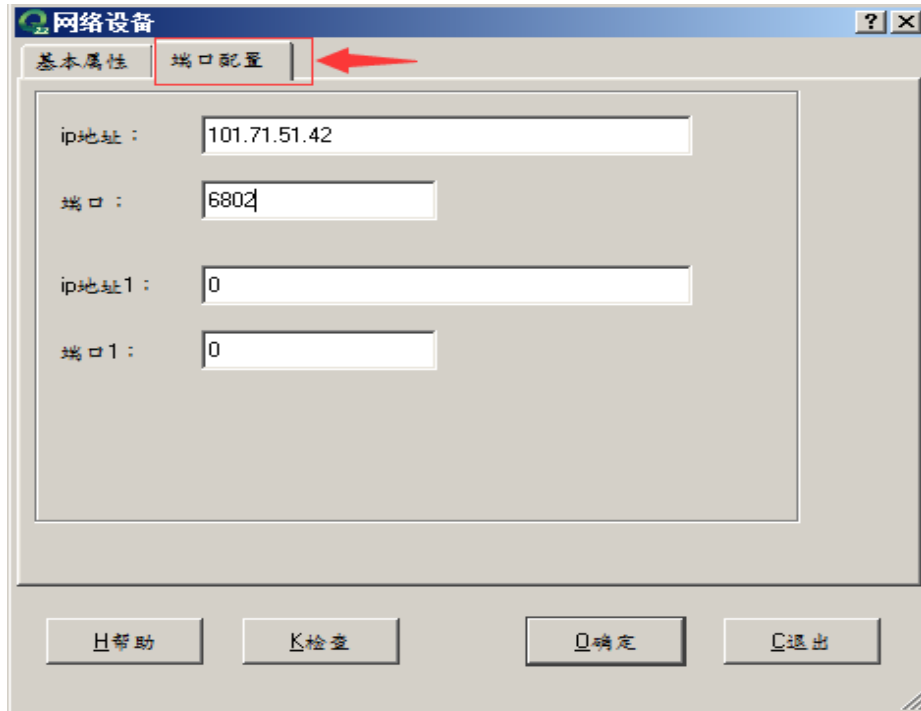 网络设备
基本属性 端口配置
ip地址： 101.71.51.42
端口： 6802
ip地址1： 0
端口1： 0
H帮助 K检查 O确定 C退出